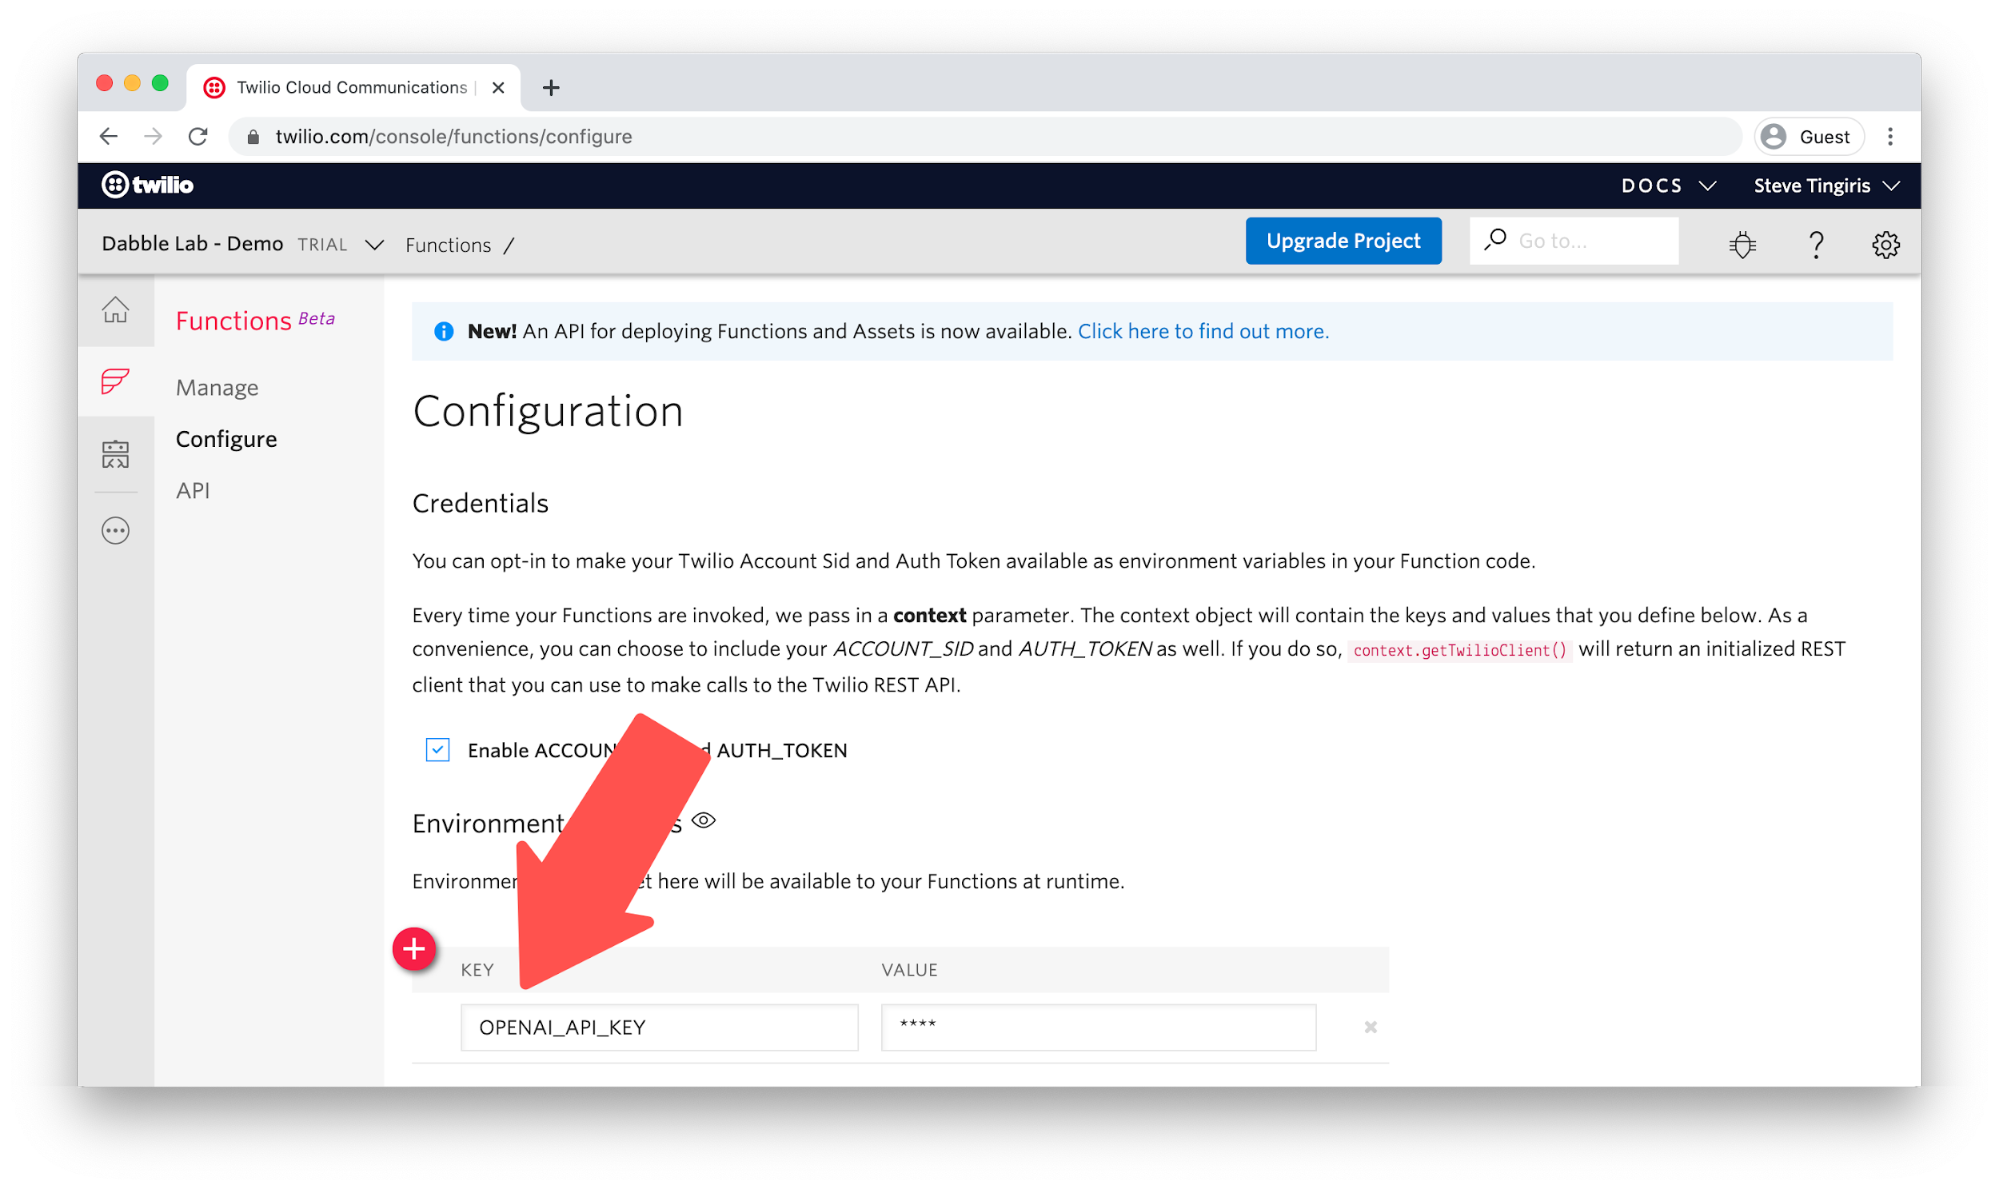 Twilio Cloud Communications |
twilio.com/console/functions/configure
Guest
twilio
DOCS
Steve Tingiris
Dabble Lab - Demo TRIAL
Functions /
Upgrade Project
Go to...
Functions Beta
Manage
Configure
API
New! An API for deploying Functions and Assets is now available. Click here to find out more.
Configuration
Credentials
You can opt-in to make your Twilio Account Sid and Auth Token available as environment variables in your Function code.
Every time your Functions are invoked, we pass in a context parameter. The context object will contain the keys and values that you define below. As a
convenience, you can choose to include your ACCOUNT_SID and AUTH_TOKEN as well. If you do so, context.getTwilioClient() will return an initialized REST
client that you can use to make calls to the Twilio REST API.
Enable AUTH_TOKEN
Environment
here will be available to your Functions at runtime.
KEY VALUE
OPENAI_API_KEY ****